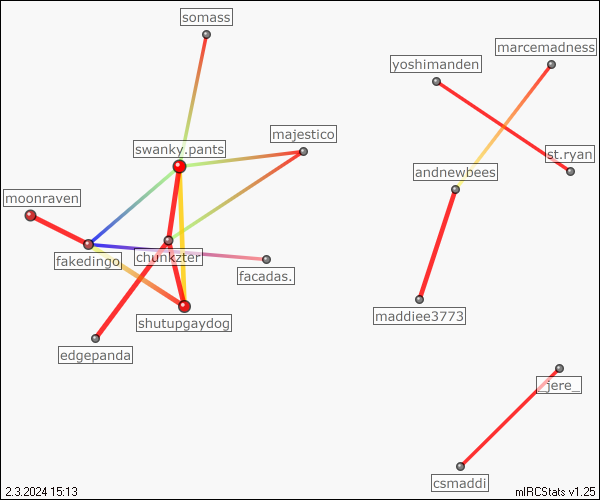 somass
marcemadness
yoshimanden
majestico
swanky.pants
st.ryan
andnewbees
moonraven
chunkzter
fakedingo
facadas.
maddiee3773
shutupgaydog
edgepanda
_jere_
csmaddi
2.3.2024 15:13
mIRCStats v1.25